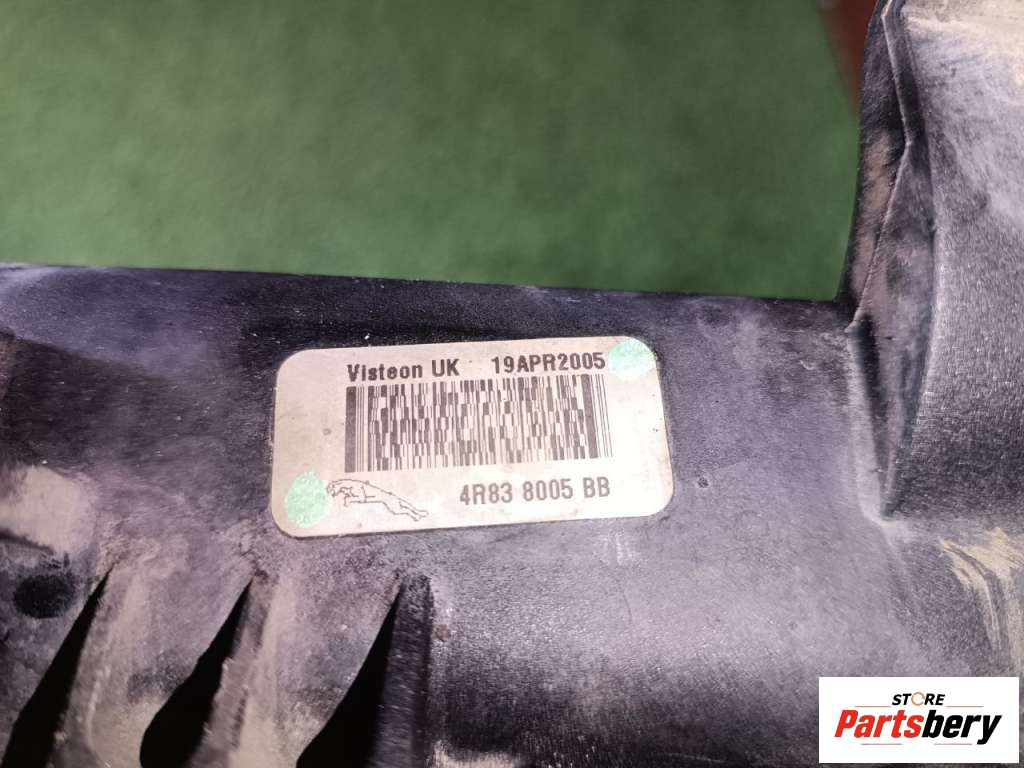 Visteon UK 19APR2005
4R83 8005 BB
STORE
Partsbery